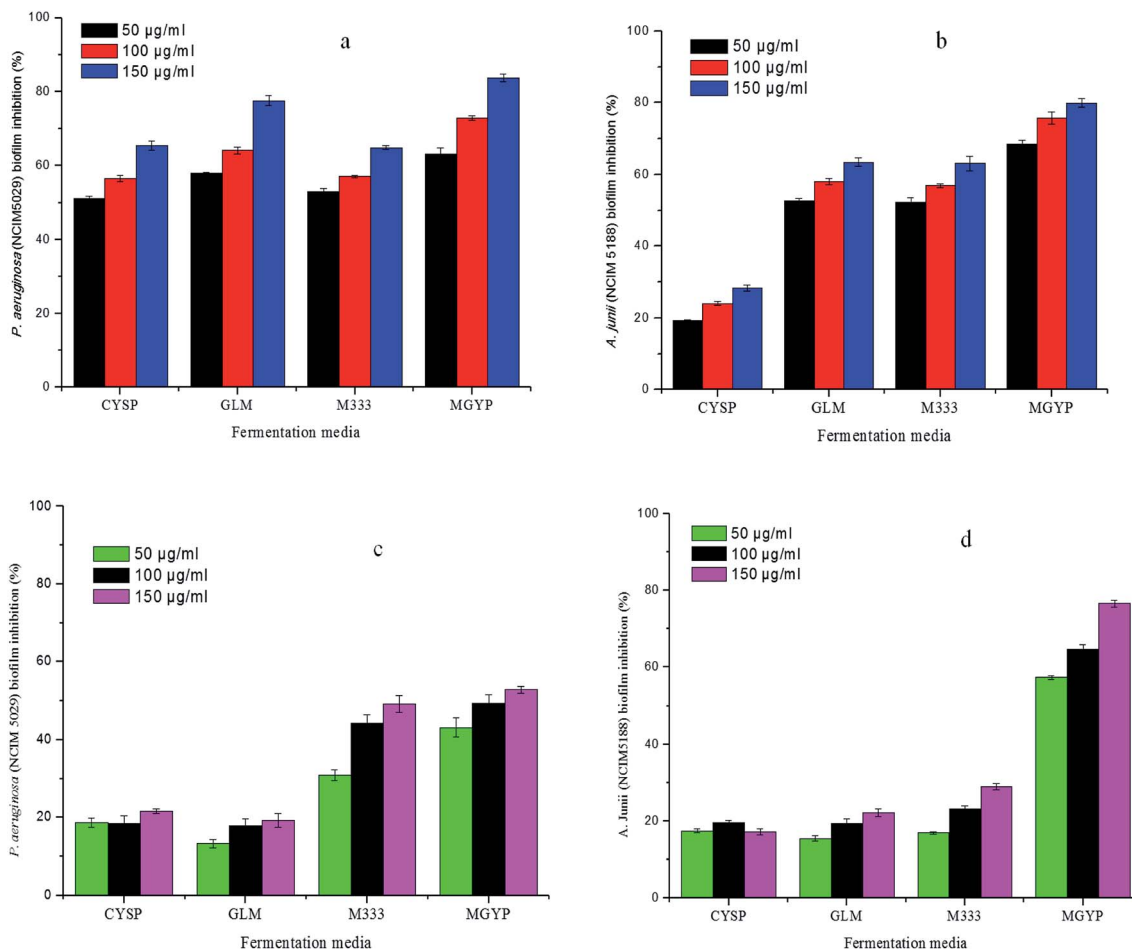 a
50 µg/ml
100 µg/ml
150 µg/ml
100
80
60
40
20
0
P. aeruginosa (NCIM5029) biofilm inhibition (%)
CYSP GLM M333 MGYP
Fermentation media
b
50 µg/ml
100 µg/ml
150 µg/ml
100
80
60
40
20
0
A. junii (NCIM 5188) biofilm inhibition (%)
CYSP GLM M333 MGYP
Fermentation media
c
50 µg/ml
100 µg/ml
150 µg/ml
100
80
60
40
20
0
P. aeruginosa (NCIM 5029) biofilm inhibition (%)
CYSP GLM M333 MGYP
Fermentation media
d
50 µg/ml
100 µg/ml
150 µg/ml
100
80
60
40
20
0
A. Junii (NCIM5188) biofilm inhibition (%)
CYSP GLM M333 MGYP
Fermentation media